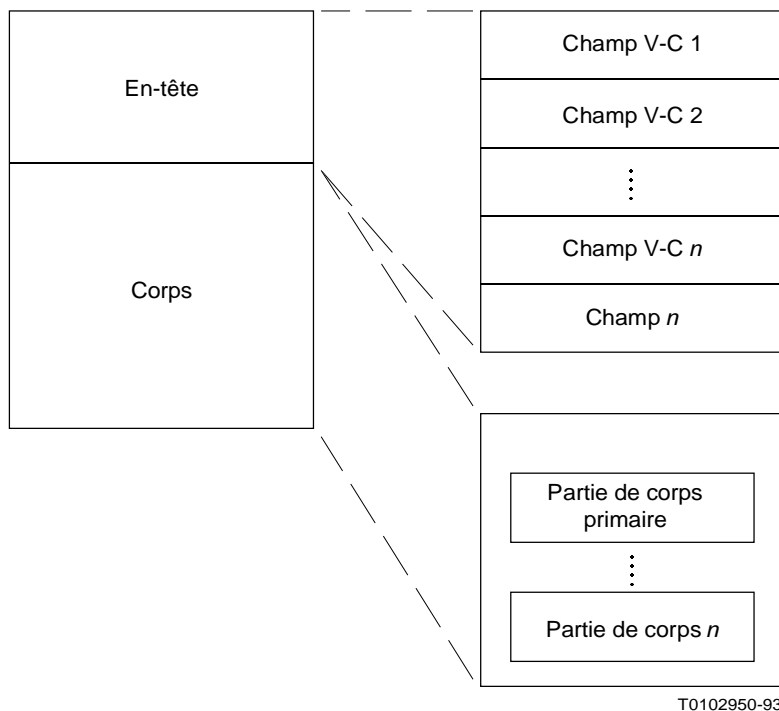 En-tête
Corps
Champ V-C 1
Champ V-C 2
Champ V-C n
Champ n
Partie de corps
primaire
Partie de corps n
T0102950-93